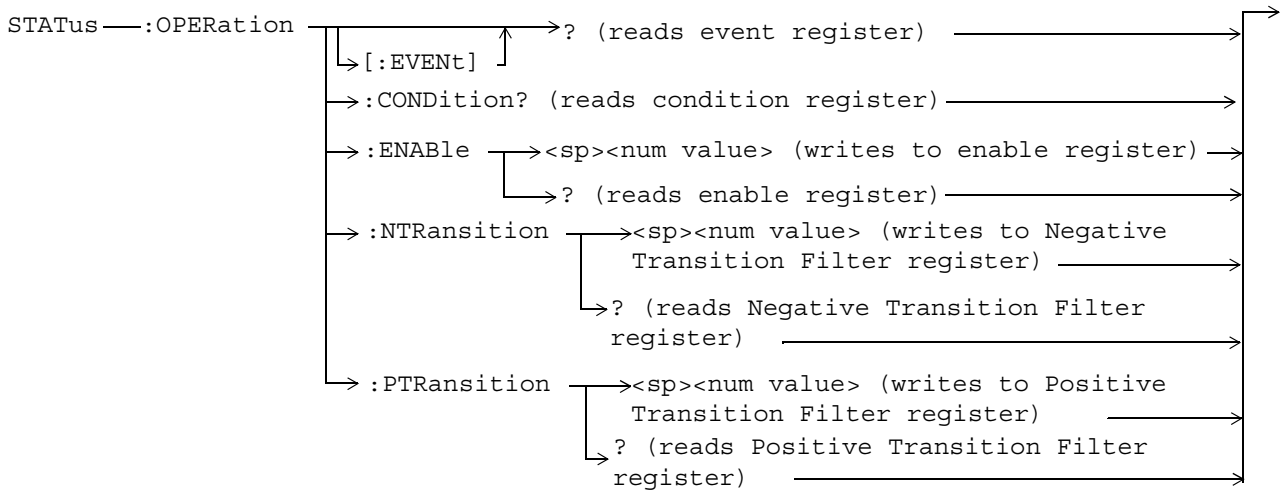 STATus :OPERation ? (reads event register)
[:EVENt]
:CONDition? (reads condition register)
:ENABle <sp><num value> (writes to enable register)
? (reads enable register)
:NTRansition <sp><num value> (writes to Negative
Transition Filter register)
? (reads Negative Transition Filter
register)
:PTRansition <sp><num value> (writes to Positive
Transition Filter register)
? (reads Positive Transition Filter
register)